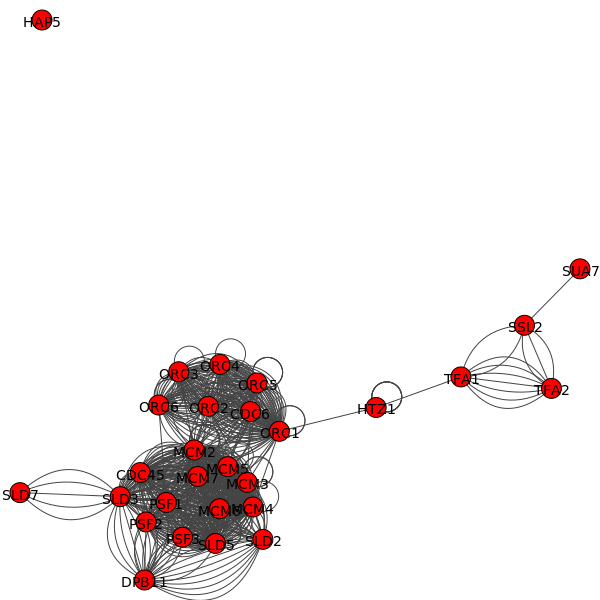 HAP5
SUA7
SSL2
ORC4
ORC3
TFA1
ORC5
TFA2
ORC6
ORC2
HTZ1
CDC6
ORC1
MCM2
MCM5
CDC45
MCM7
MCM3
SLD7
SLD3
PSF1
MCM4
PSF2
PSF3
SLD5
SLD2
DPB11